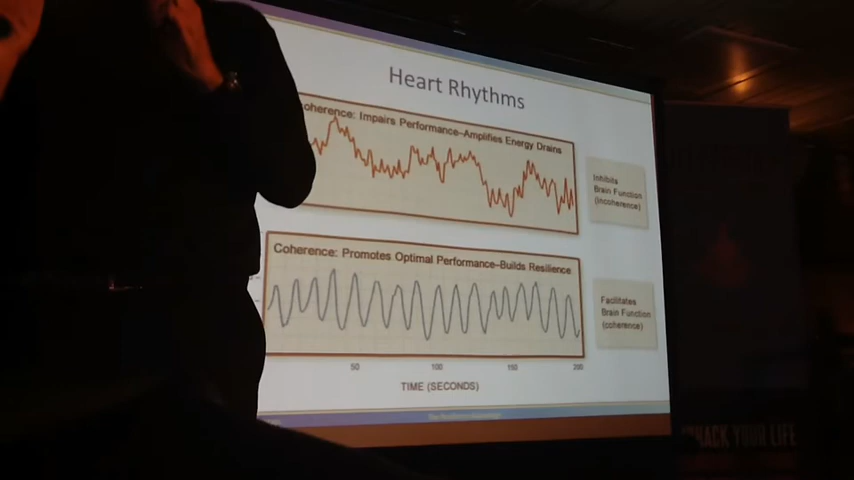 Heart Rhythms
oherence: Impairs Performance–Amplifies Energy Drains
Inhibits
Brain Function
(incoherence)
Coherence: Promotes Optimal Performance–Builds Resilience
Facilitates
Brain Function
(coherence)
50 100 150 200
TIME (SECONDS)
HACK YOUR LIFE